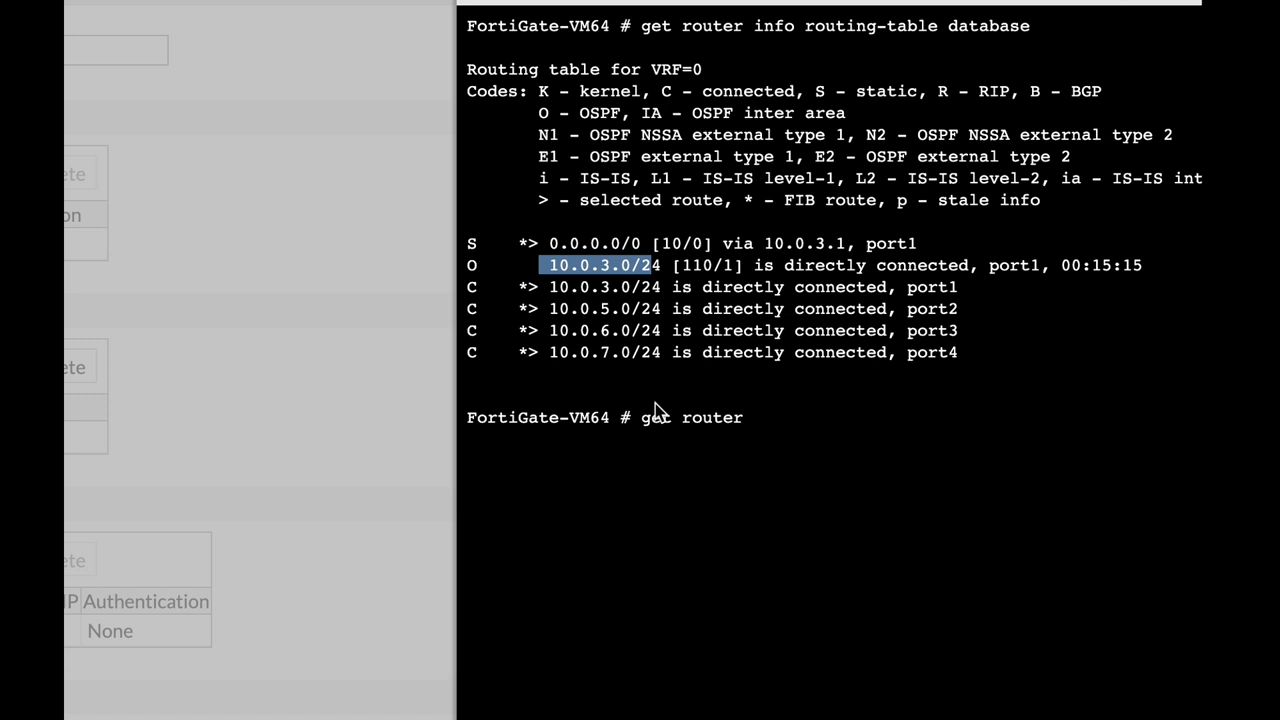 FortiGate-VM64 # get router info routing-table database
Routing table for VRF=0
Codes: K - kernel, C - connected, S - static, R - RIP, B - BGP
O - OSPF, IA - OSPF inter area
N1 - OSPF NSSA external type 1, N2 - OSPF NSSA external type 2
E1 - OSPF external type 1, E2 - OSPF external type 2
i - IS-IS, L1 - IS-IS level-1, L2 - IS-IS level-2, ia - IS-IS int
> - selected route, * - FIB route, p - stale info
S *> 0.0.0.0/0 [10/0] via 10.0.3.1, port1
O 10.0.3.0/24 [110/1] is directly connected, port1, 00:15:15
C *> 10.0.3.0/24 is directly connected, port1
C *> 10.0.5.0/24 is directly connected, port2
C *> 10.0.6.0/24 is directly connected, port3
C *> 10.0.7.0/24 is directly connected, port4
FortiGate-VM64 # get router
ete
on
ete
ete
IP Authentication
None